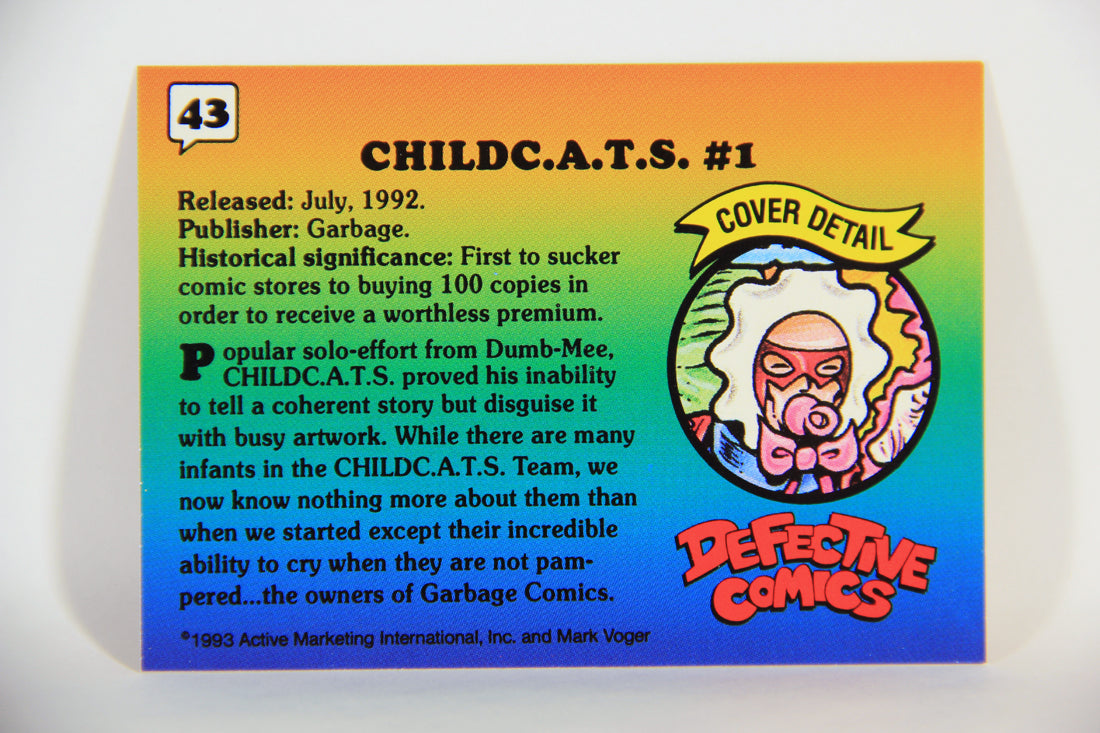 43
CHILDC.A.T.S. #1
Released: July, 1992.
Publisher: Garbage.
Historical significance: First to sucker
comic stores to buying 100 copies in
order to receive a worthless premium.
Popular solo-effort from Dumb-Mee,
CHILDC.A.T.S. proved his inability
to tell a coherent story but disguise it
with busy artwork. While there are many
infants in the CHILDC.A.T.S. Team, we
now know nothing more about them than
when we started except their incredible
ability to cry when they are not pam-
pered...the owners of Garbage Comics.
©1993 Active Marketing International, Inc. and Mark Voger
COVER DETAIL
DEFECTIVE
COMICS